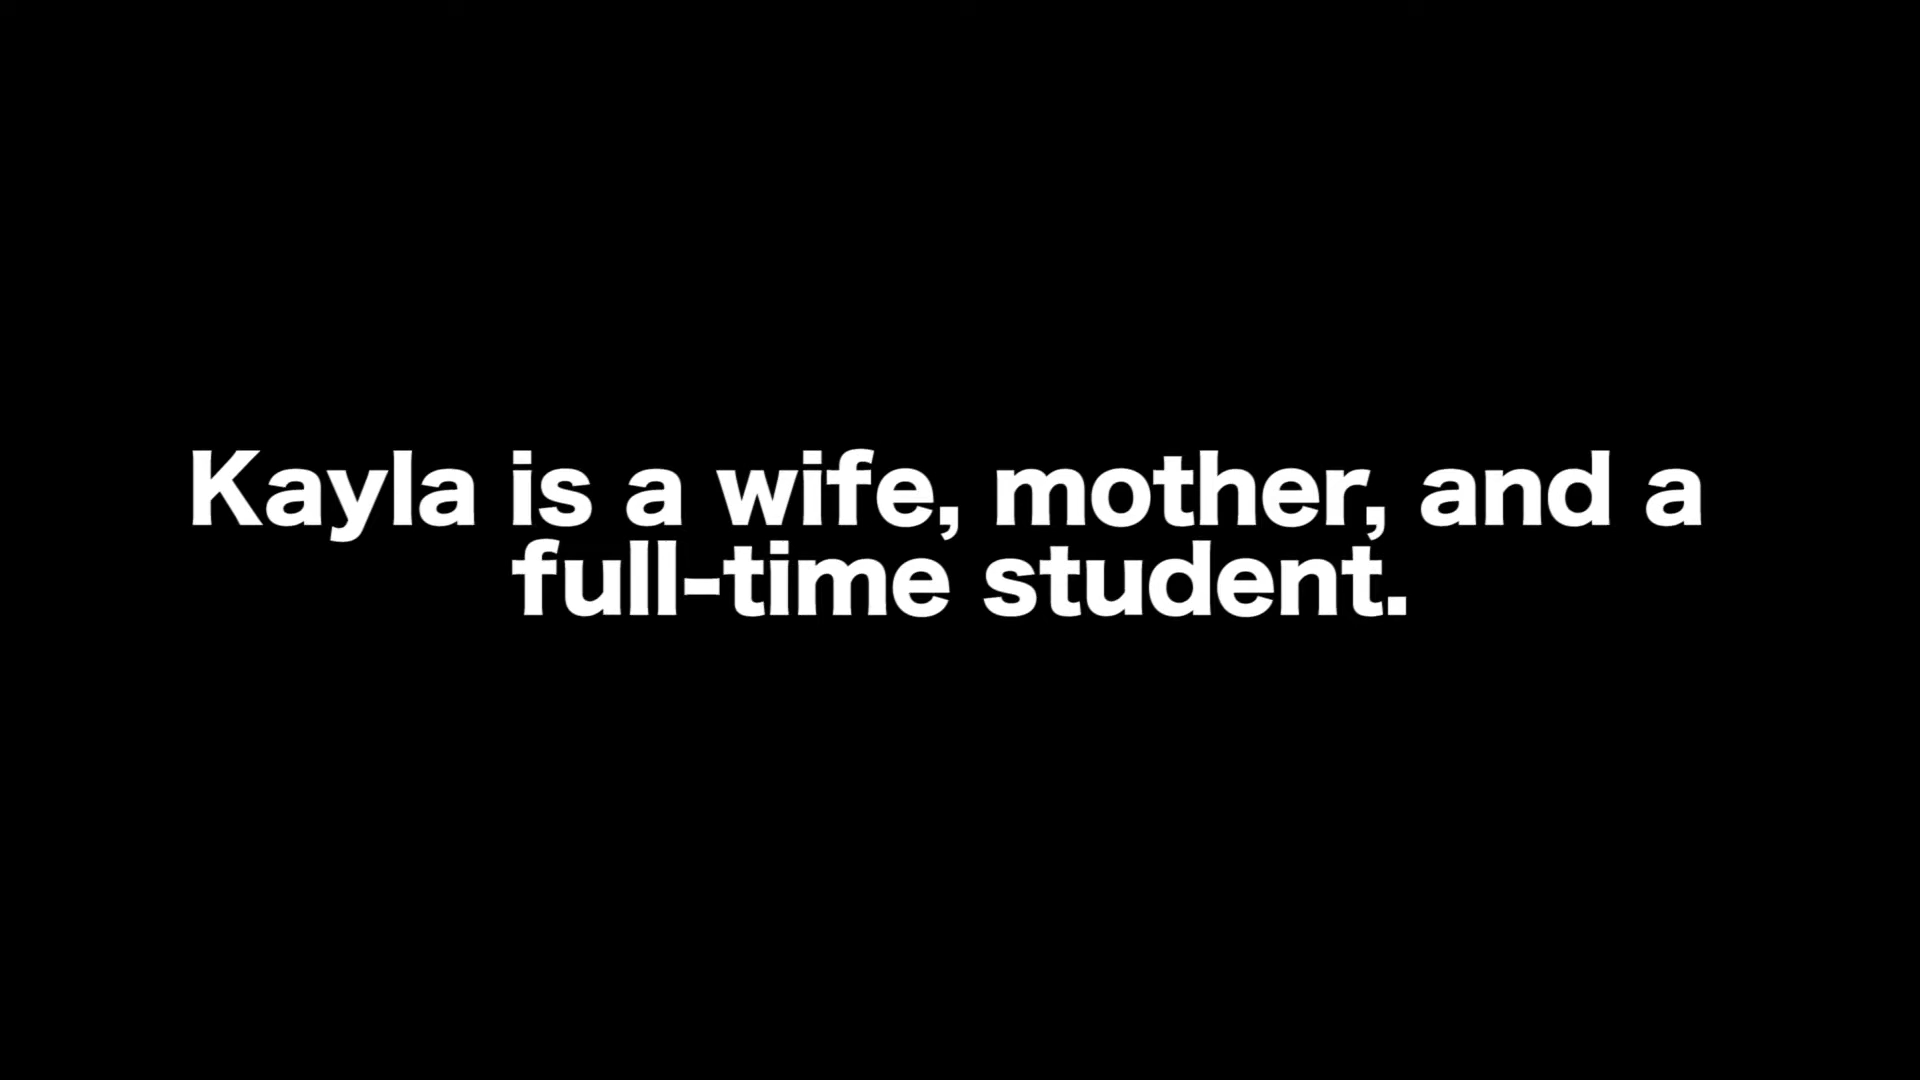 Kayla is a wife, mother, and a
full-time student.